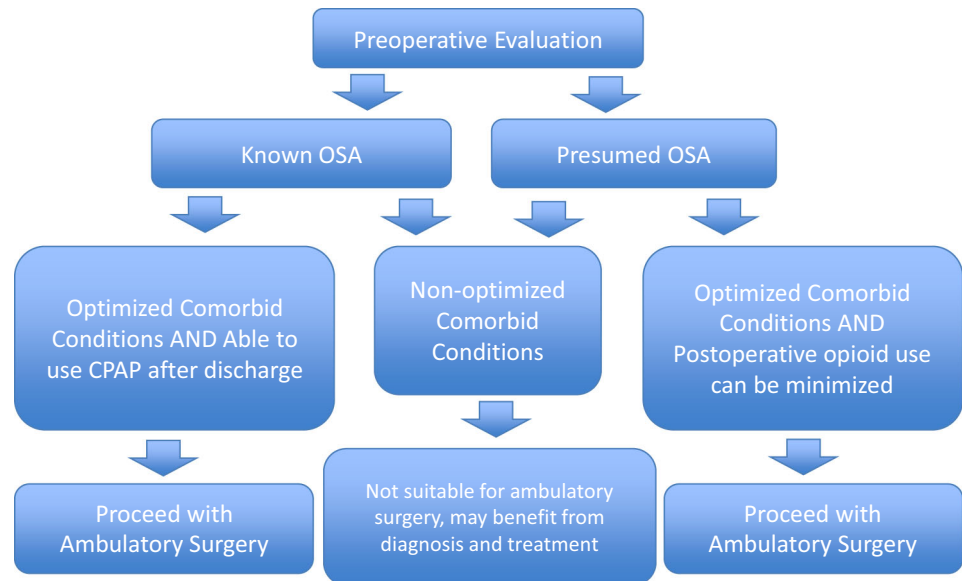 Preoperative Evaluation
Known OSA
Presumed OSA
Optimized Comorbid
Conditions AND Able to
use CPAP after discharge
Non-optimized
Comorbid
Conditions
Optimized Comorbid
Conditions AND
Postoperative opioid use
can be minimized
Proceed with
Ambulatory Surgery
Not suitable for ambulatory
surgery, may benefit from
diagnosis and treatment
Proceed with
Ambulatory Surgery